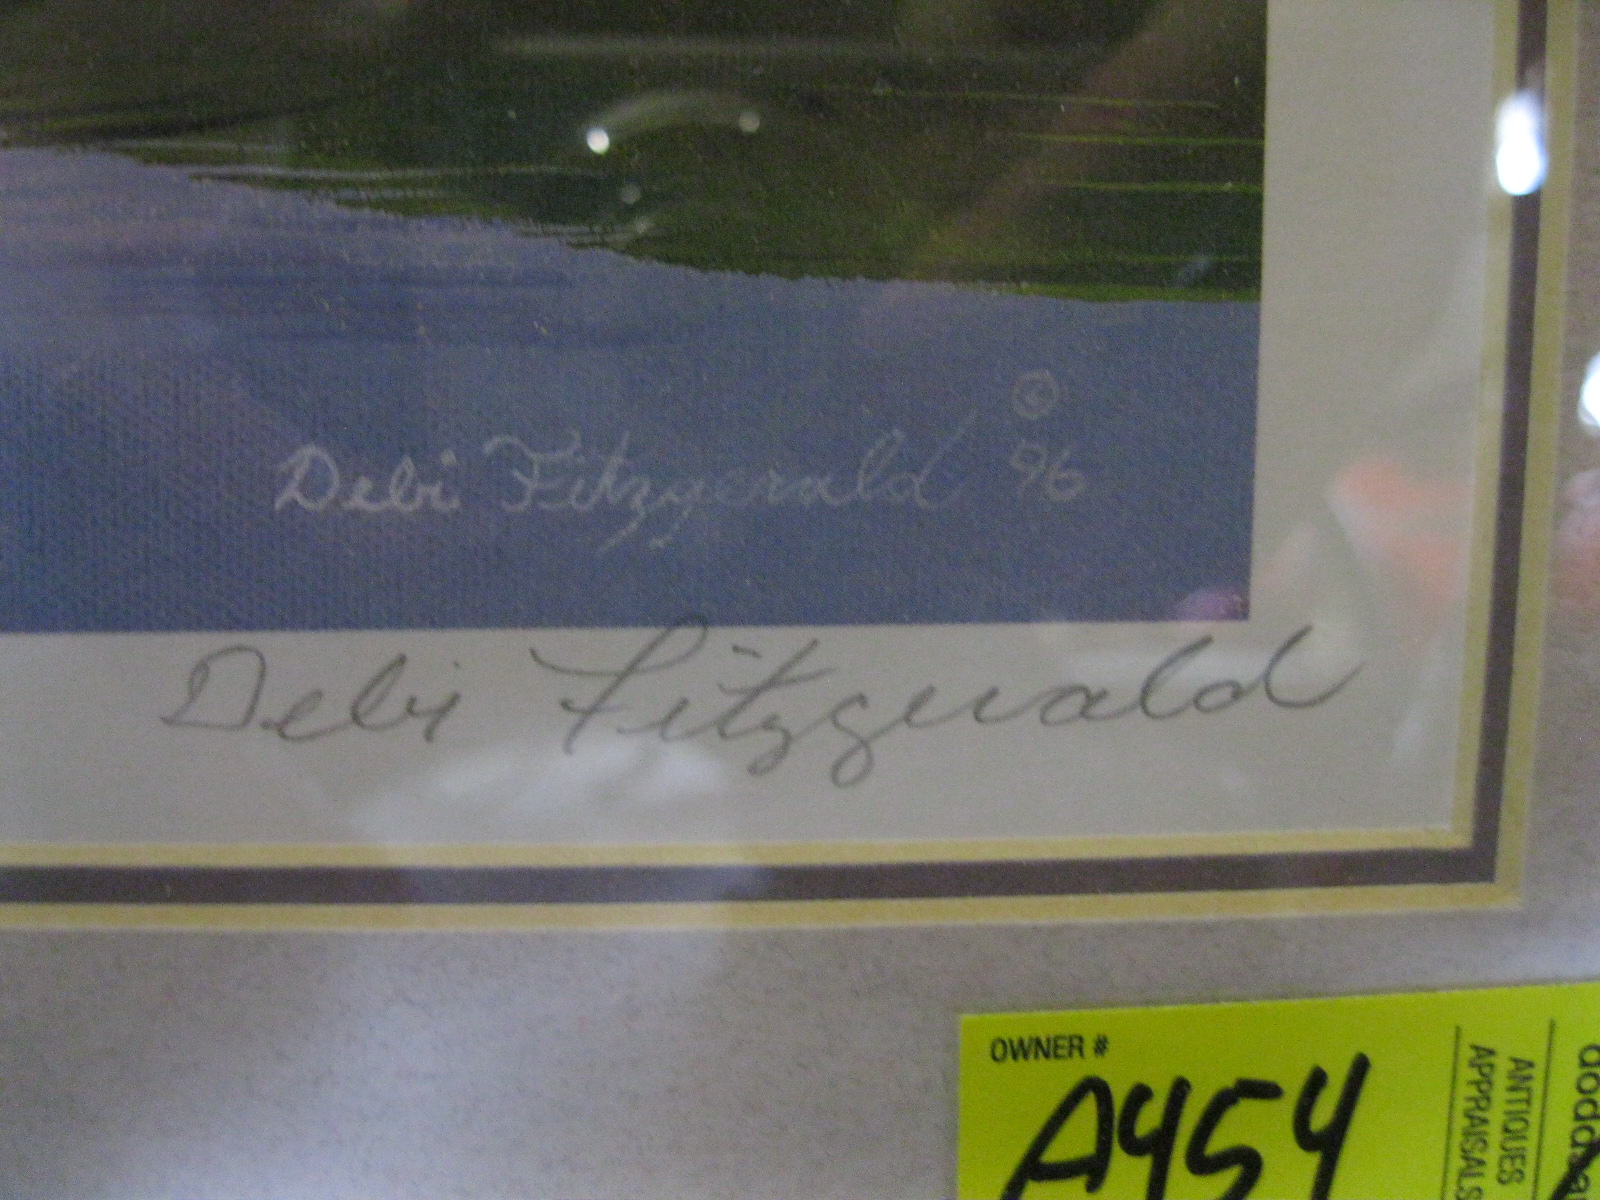 Debi Fitzgerald © 96
Debi Fitzgerald
OWNER #
A454
ANTIQUES
APPRAISALS